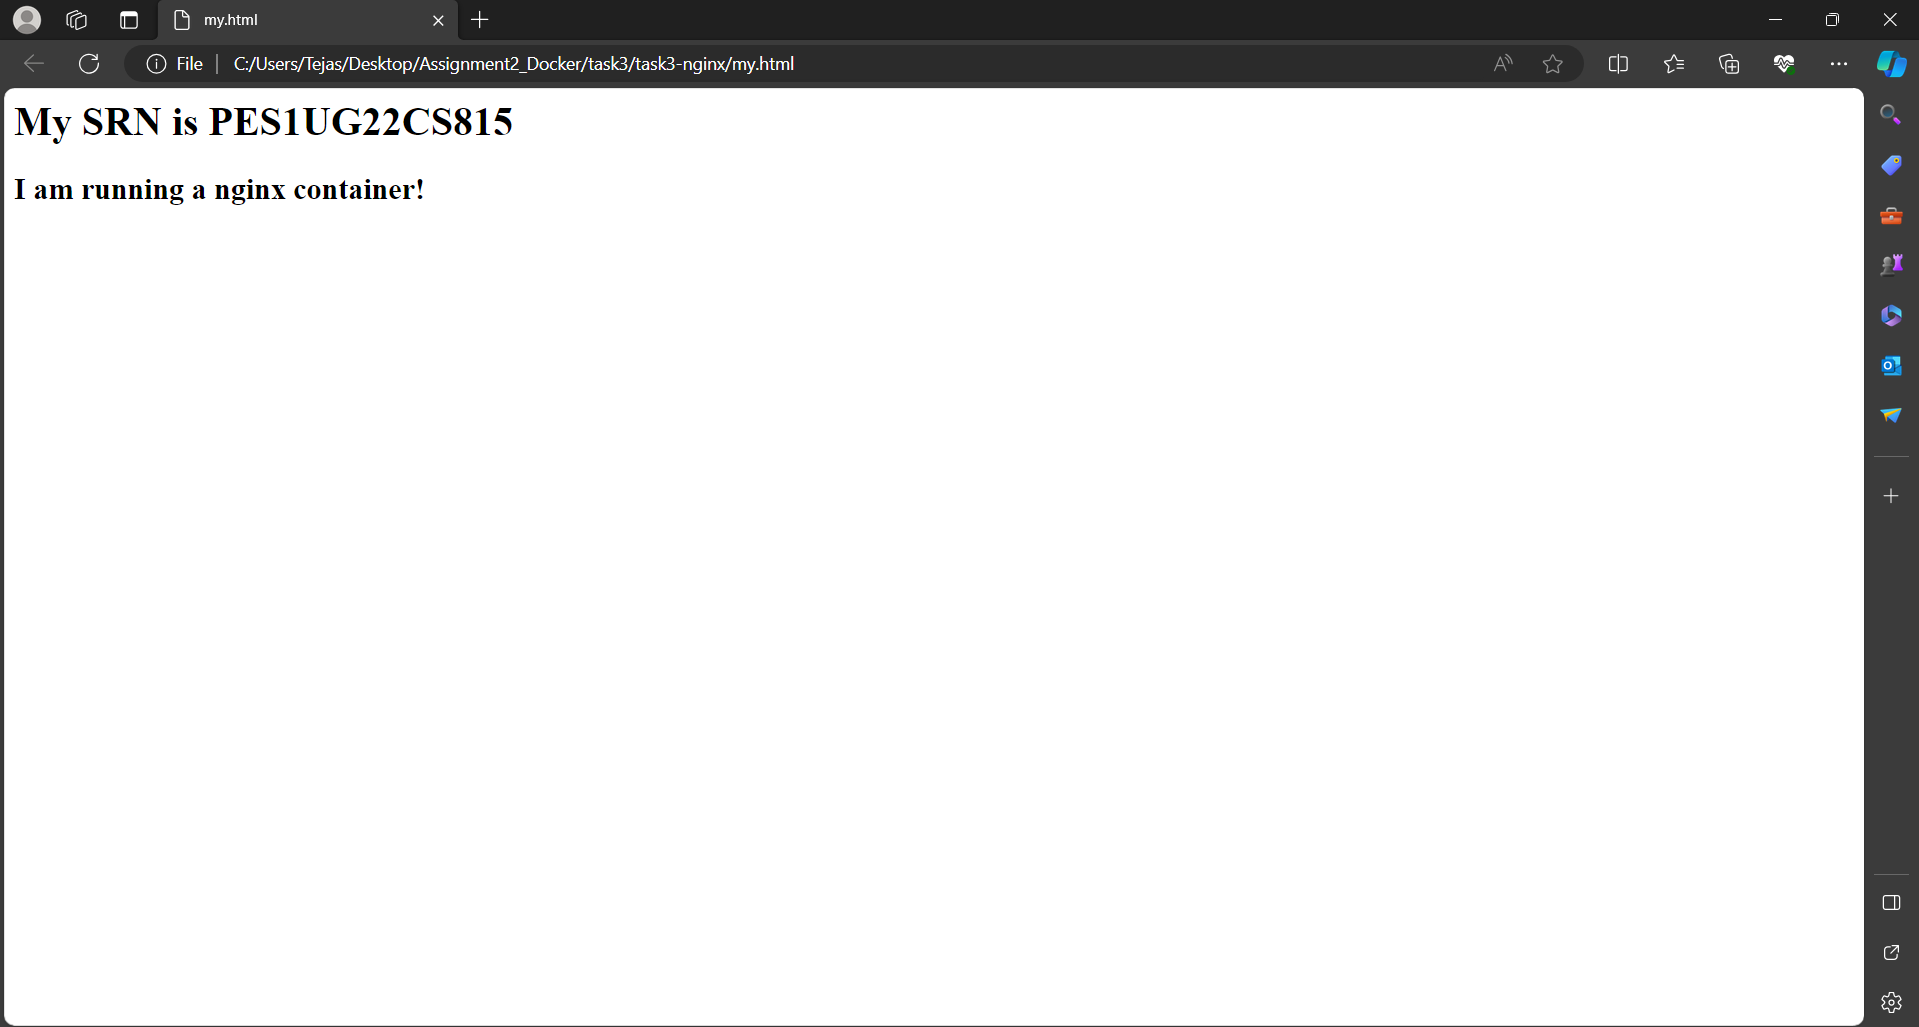 my.html
File
C:/Users/Tejas/Desktop/Assignment2_Docker/task3/task3-nginx/my.html
My SRN is PES1UG22CS815
I am running a nginx container!